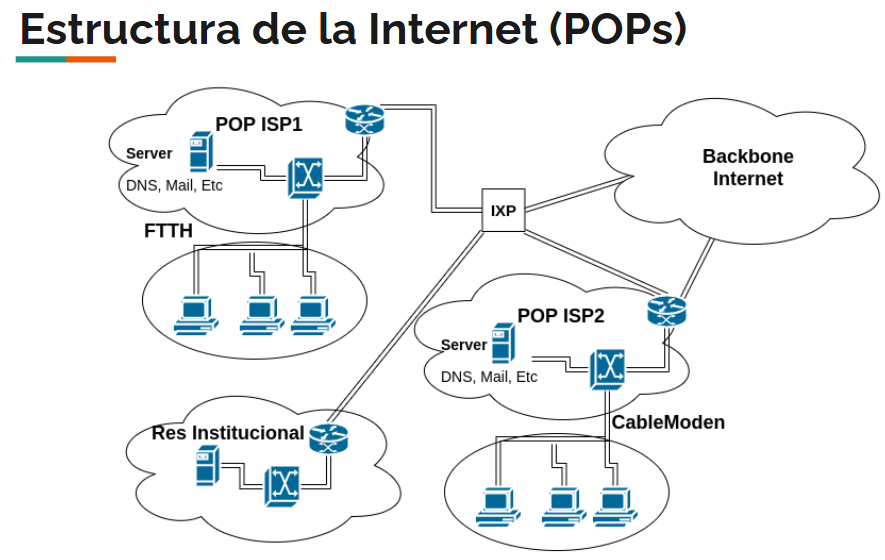 Estructura de la Internet (POPs)
POP ISP1
Server
DNS, Mail, Etc
FTTH
IXP
Backbone
Internet
POP ISP2
Server
DNS, Mail, Etc
CableModen
Res Institucional